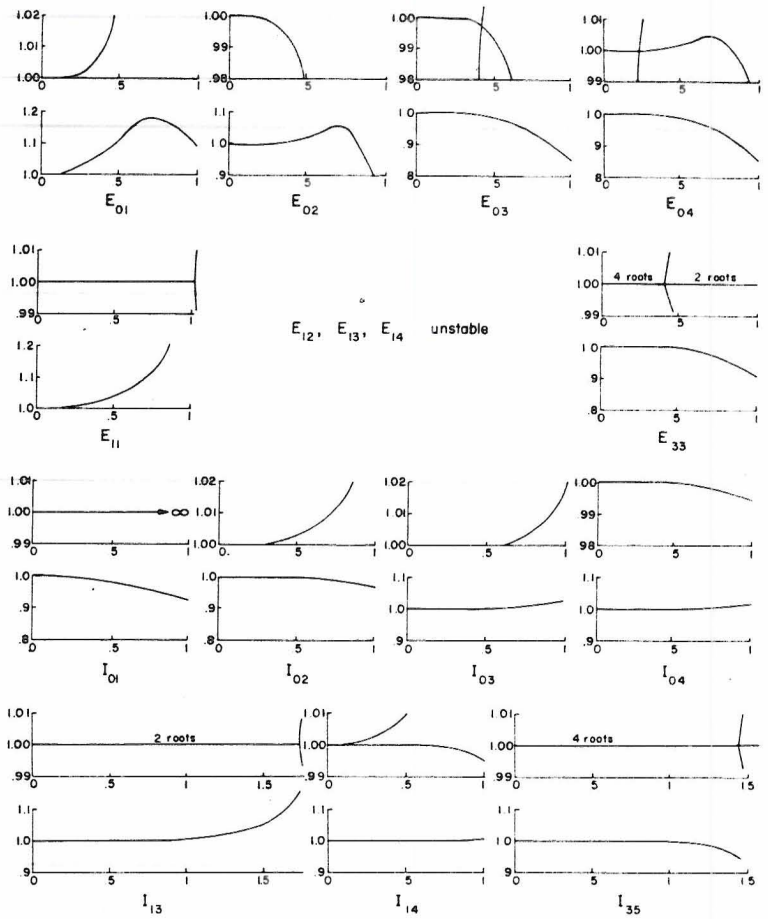 1.02 1.00 1.00 1.01
1.01 .99 .99 1.00
1.00 .98 98 .99
0 .5 1 0 5 1 0 5 1 0 5 1
1.2 1.1 1.0 1.0
1.1 1.0 .9 .9
1.0 .9 8 8
0 5 1 0 5 1 0 .5 1 0 5 1
E01 E02 E03 E04
1.01 1.01
1.00 1.00 4 roots 2 roots
.99 .99
0 .5 1 0 5 1
E12, E13, E14 unstable
1.2 1.0
1.1 .9
1.0 .8
0 .5 1 0 5 1
E11 E33
1.01 1.02 1.02 1.00
1.00 ∞ 1.01 1.01 .99
.99 1.00 1.00 98
0 5 1 0. 5 1 0 .5 1 0 5 1
1.0 1.0 1.1 1.1
.9 .9 1.0 1.0
.8 .8 .9 9
0 5 1 0 5 1 0 .5 1 0 5 1
I01 I02 I03 I04
1.01 1.01 1.01
1.00 2 roots 1.00 1.00 4 roots
.99 .99 .99
0 5 1 1.5 0 5 1 0 5 1 1.5
1.1 1.1 1.1
1.0 1.0 1.0
.9 .9 .9
0 5 1 1.5 0 5 1 0 5 1 1.5
I13 I14 I35